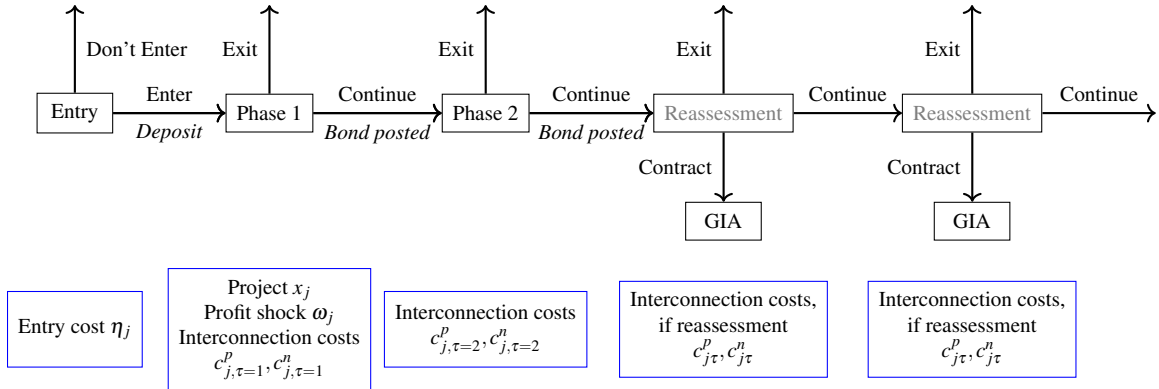 Don't Enter
Exit
Exit
Exit
Exit
Entry
Enter
Deposit
Phase 1
Continue
Bond posted
Phase 2
Continue
Bond posted
Reassessment
Continue
Reassessment
Continue
Contract
Contract
GIA
GIA
Entry cost η_j
Project x_j
Profit shock ω_j
Interconnection costs
c^p_{j,τ=1}, c^n_{j,τ=1}
Interconnection costs
c^p_{j,τ=2}, c^n_{j,τ=2}
Interconnection costs,
if reassessment
c^p_{jτ}, c^n_{jτ}
Interconnection costs,
if reassessment
c^p_{jτ}, c^n_{jτ}